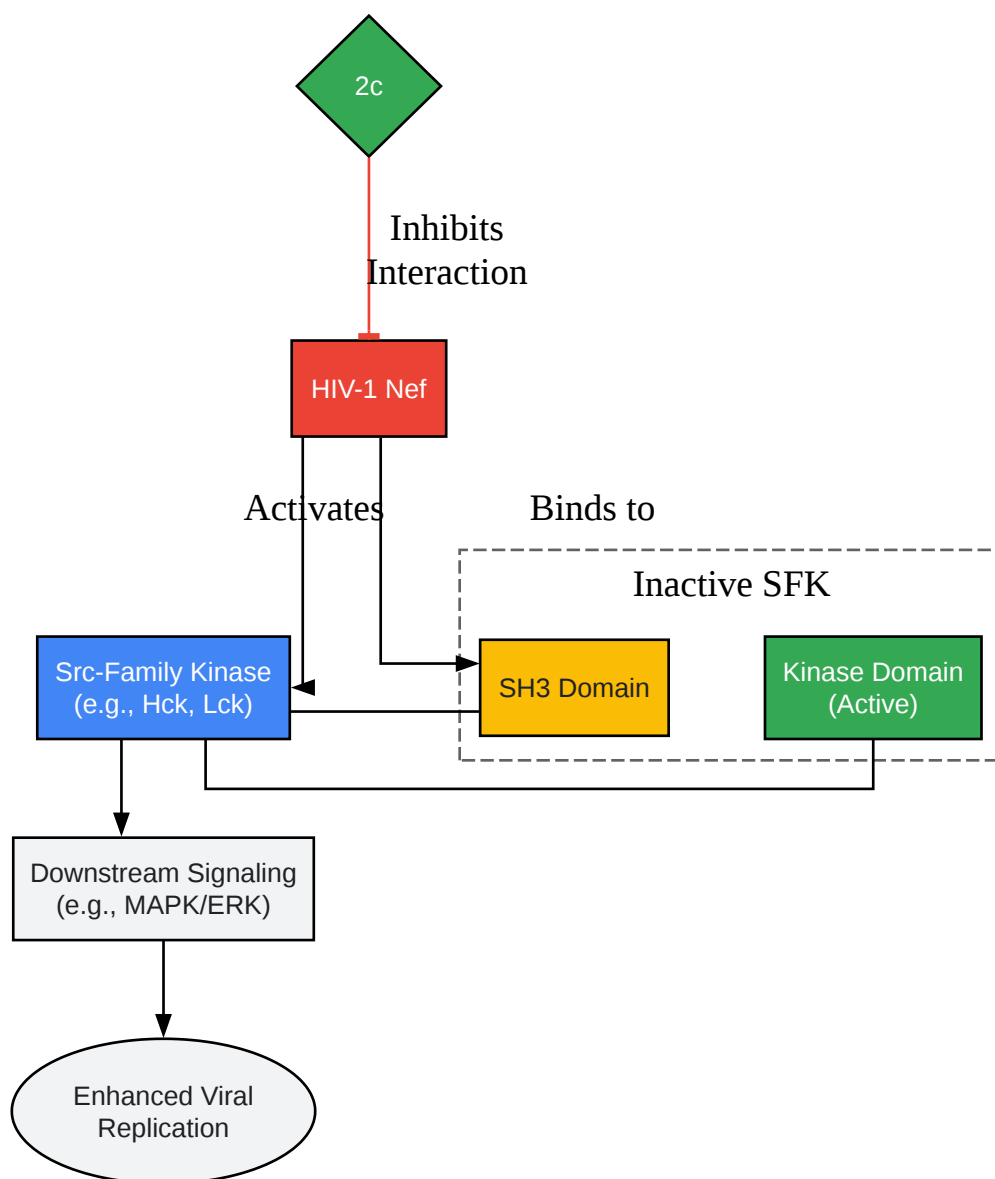 2c
Inhibits
Interaction
HIV-1 Nef
Activates
Binds to
Inactive SFK
Src-Family Kinase
(e.g., Hck, Lck)
SH3 Domain
Kinase Domain
(Active)
Downstream Signaling
(e.g., MAPK/ERK)
Enhanced Viral
Replication